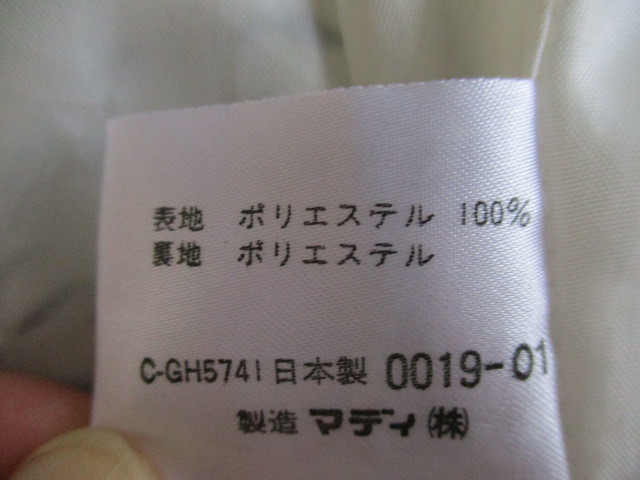 表地 ポリエステル 100%
裏地 ポリエステル
C-GH5741 日本製 0019-01
製造 マディ(株)